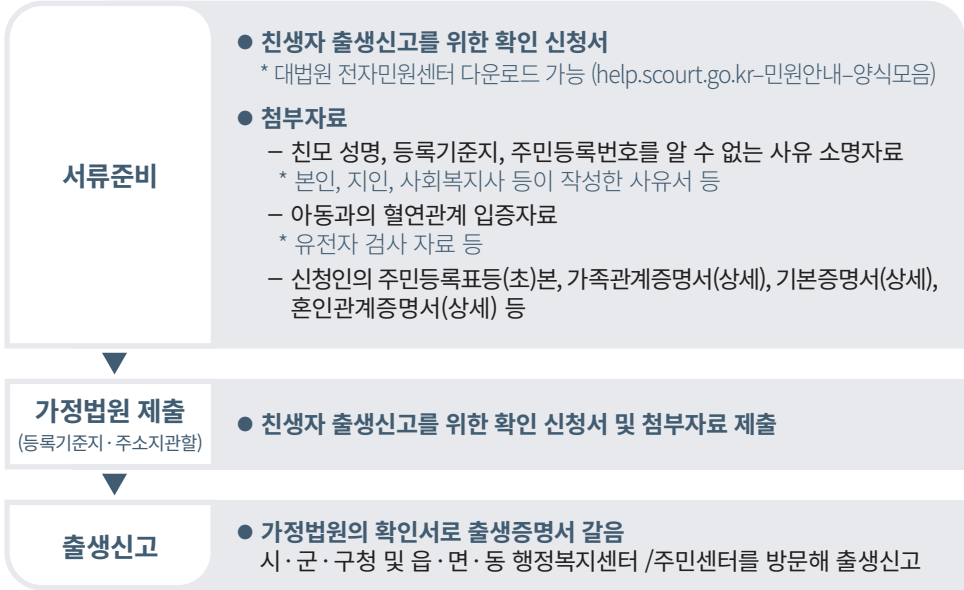 서류준비
● 친생자 출생신고를 위한 확인 신청서
* 대법원 전자민원센터 다운로드 가능 (help.scourt.go.kr–민원안내–양식모음)
● 첨부자료
– 친모 성명, 등록기준지, 주민등록번호를 알 수 없는 사유 소명자료
* 본인, 지인, 사회복지사 등이 작성한 사유서 등
– 아동과의 혈연관계 입증자료
* 유전자 검사 자료 등
– 신청인의 주민등록표등(초)본, 가족관계증명서(상세), 기본증명서(상세),
혼인관계증명서(상세) 등
가정법원 제출
(등록기준지·주소지관할)
● 친생자 출생신고를 위한 확인 신청서 및 첨부자료 제출
출생신고
● 가정법원의 확인서로 출생증명서 갈음
시·군·구청 및 읍·면·동 행정복지센터 /주민센터를 방문해 출생신고